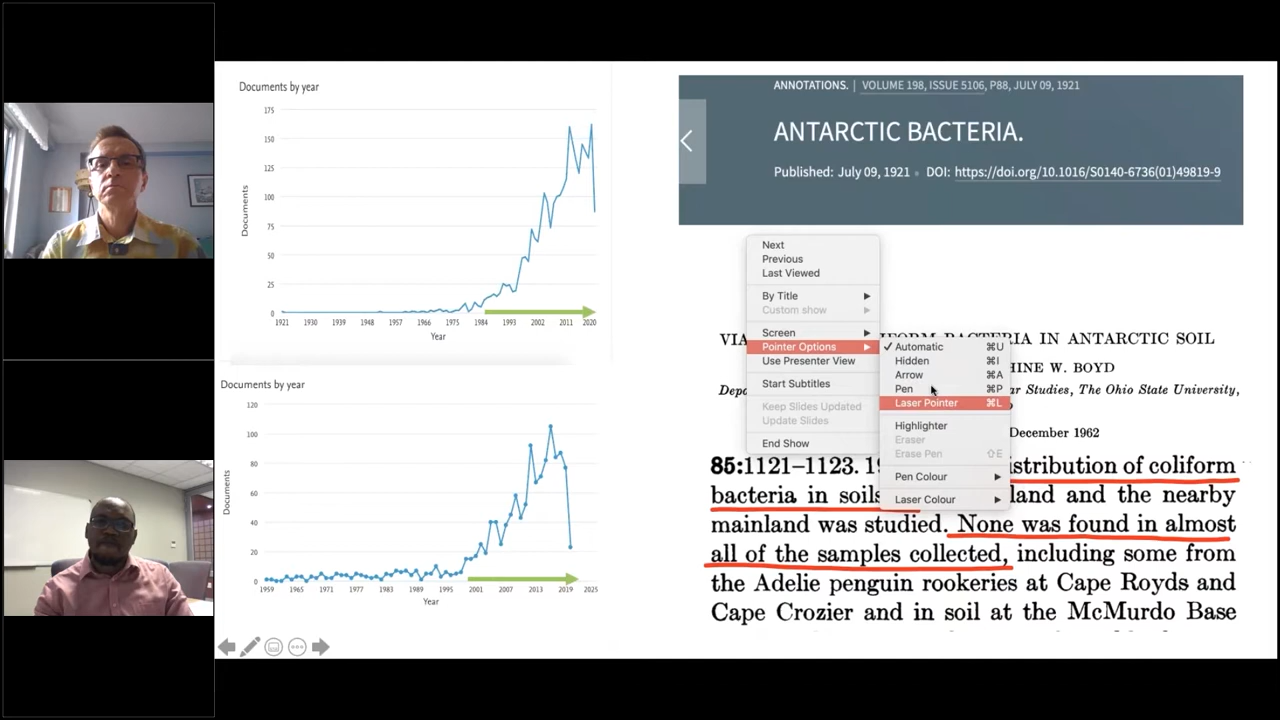 Documents by year
175
150
125
100
75
50
25
0
Documents
1921 1930 1939 1948 1957 1966 1975 1984 1993 2002 2011 2020
Year
Documents by year
120
100
80
60
40
20
0
Documents
1959 1965 1971 1977 1983 1989 1995 2001 2007 2013 2019 2025
Year
ANNOTATIONS. | VOLUME 198, ISSUE 5106, P88, JULY 09, 1921
ANTARCTIC BACTERIA.
Published: July 09, 1921 • DOI: https://doi.org/10.1016/S0140-6736(01)49819-9
Next
Previous
Last Viewed
By Title
Custom show
Screen
Pointer Options
Use Presenter View
Start Subtitles
Keep Slides Updated
Update Slides
End Show
✓ Automatic ⌘U
Hidden ⌘I
Arrow ⌘A
Pen ⌘P
Laser Pointer ⌘L
Highlighter
Eraser
Erase Pen ⇧E
Pen Colour
Laser Colour
BACTERIA IN ANTARCTIC SOIL
W. BOYD
Studies, The Ohio State University,
December 1962
85:1121–1123.
of coliform
bacteria in soils and the nearby
mainland was studied. None was found in almost
all of the samples collected, including some from
the Adelie penguin rookeries at Cape Royds and
Cape Crozier and in soil at the McMurdo Base